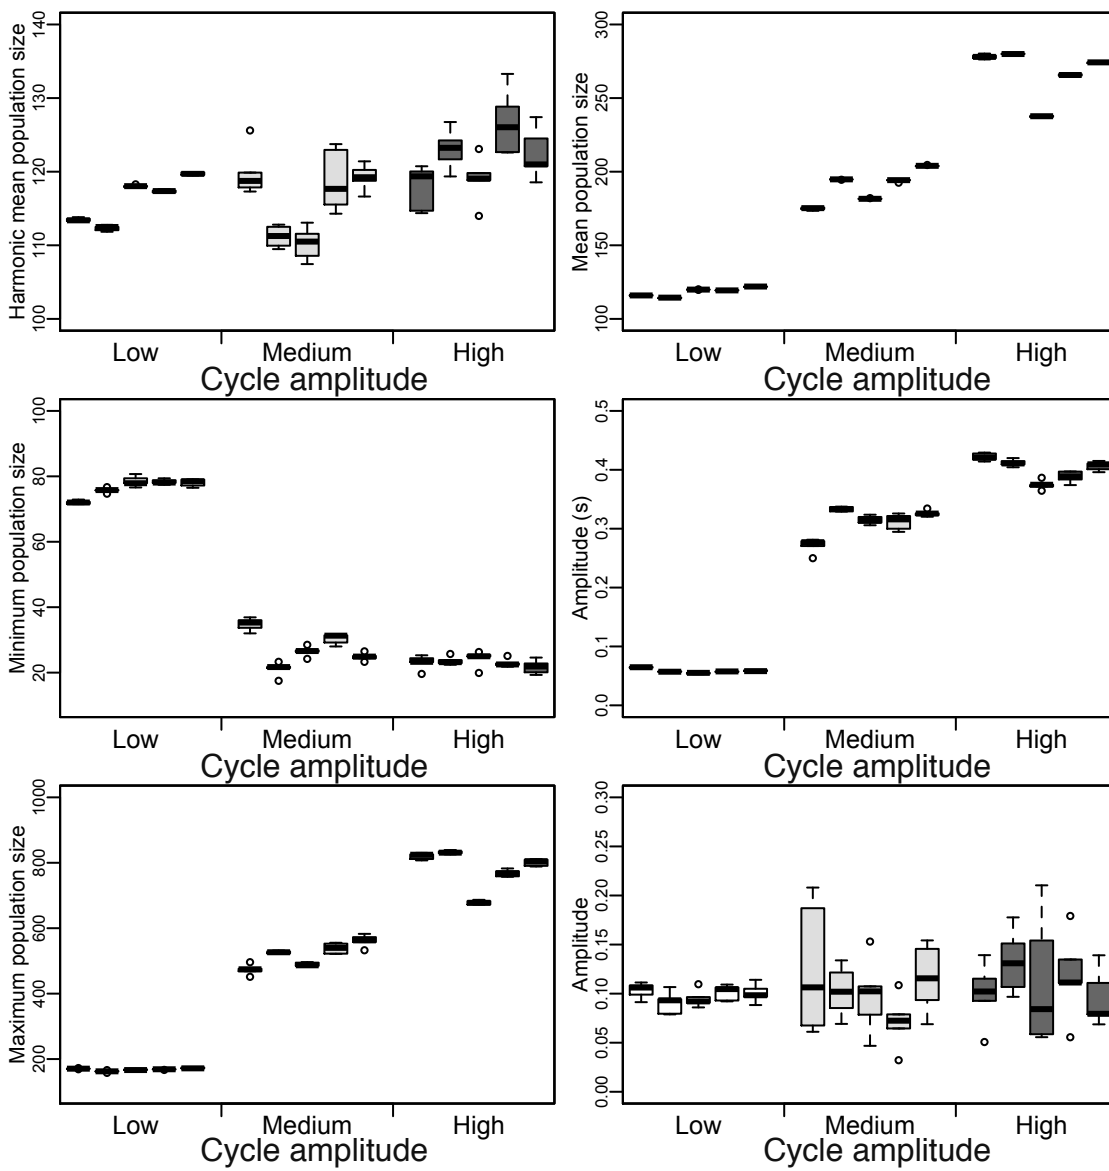 Harmonic mean population size
140
130
120
110
100
Low Medium High
Cycle amplitude
Mean population size
300
250
200
150
100
Low Medium High
Cycle amplitude
Minimum population size
100
80
60
40
20
Low Medium High
Cycle amplitude
Amplitude (s)
0.5
0.4
0.3
0.2
0.1
0.0
Low Medium High
Cycle amplitude
Maximum population size
1000
800
600
400
200
Low Medium High
Cycle amplitude
Amplitude
0.30
0.25
0.20
0.15
0.10
0.05
0.00
Low Medium High
Cycle amplitude